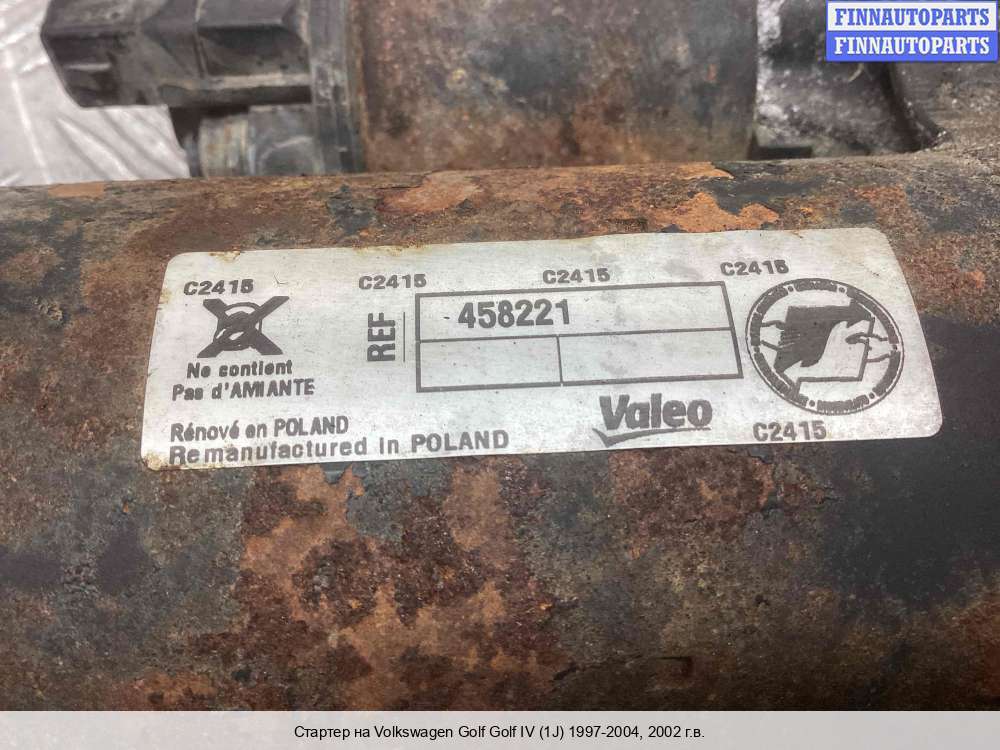 FINNAUTOPARTS
FINNAUTOPARTS
C2415 C2415 C2415 C2415
REF 458221
Ne contient
Pas d'AMIANTE
Valeo
Rénové en POLAND
Remanufactured in POLAND
C2415
Стартер на Volkswagen Golf Golf IV (1J) 1997-2004, 2002 г.в.